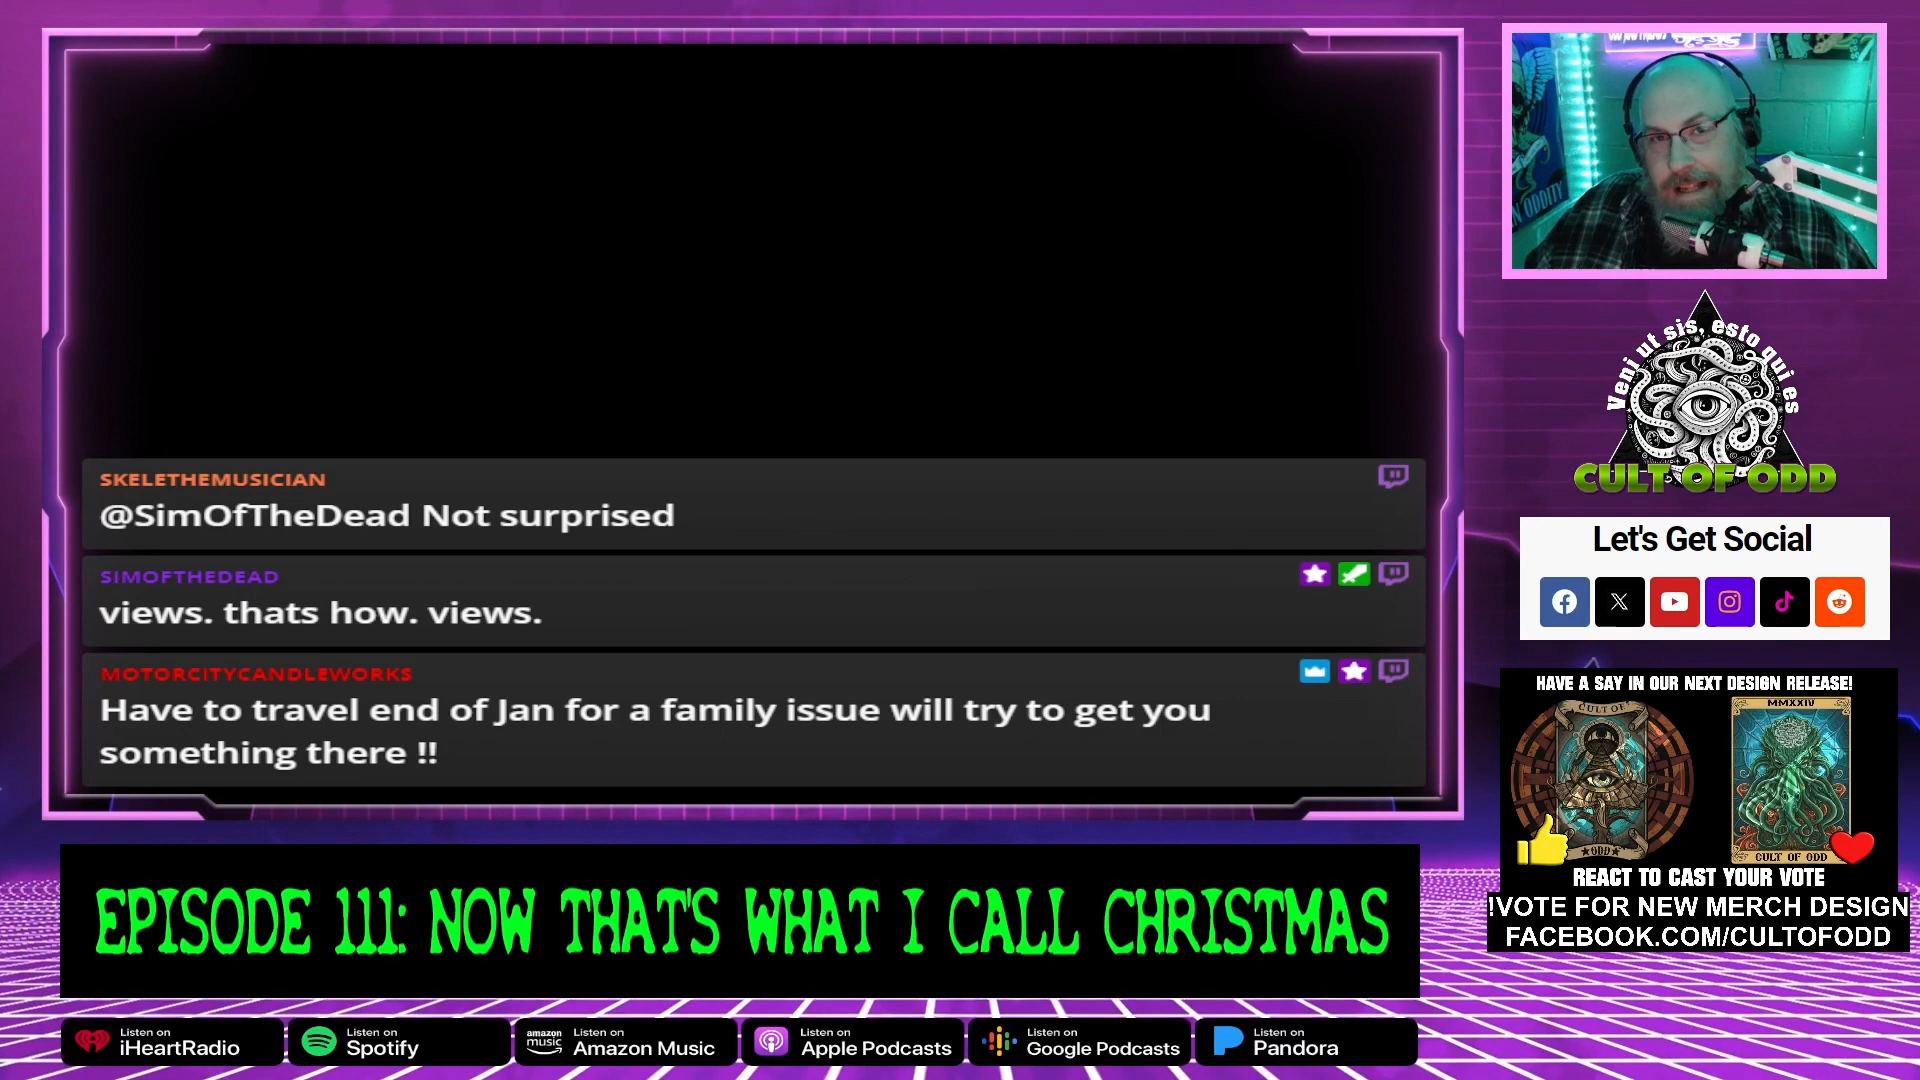 SKELETHEMUSICIAN
@SimOfTheDead Not surprised
SIMOFTHEDEAD
views. thats how. views.
MOTORCITYCANDLEWORKS
Have to travel end of Jan for a family issue will try to get you
something there !!
EPISODE 111: NOW THAT'S WHAT I CALL CHRISTMAS
Listen on
iHeartRadio
Listen on
Spotify
amazon
music
Listen on
Amazon Music
Listen on
Apple Podcasts
Listen on
Google Podcasts
Listen on
Pandora
N ODDITY
Veni ut sis, esto qui es
CULT OF ODD
Let's Get Social
HAVE A SAY IN OUR NEXT DESIGN RELEASE!
CULT OF
★ODD★
MMXXIV
CULT OF ODD
REACT TO CAST YOUR VOTE
!VOTE FOR NEW MERCH DESIGN
FACEBOOK.COM/CULTOFODD